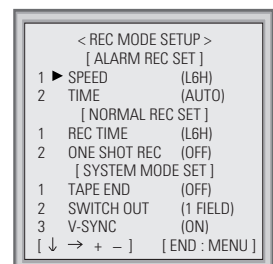 < REC MODE SETUP >
[ ALARM REC SET ]
1 ► SPEED (L6H)
2 TIME (AUTO)
[ NORMAL REC SET ]
1 REC TIME (L6H)
2 ONE SHOT REC (OFF)
[ SYSTEM MODE SET ]
1 TAPE END (OFF)
2 SWITCH OUT (1 FIELD)
3 V-SYNC (ON)
[ ↓ → + – ] [ END : MENU ]